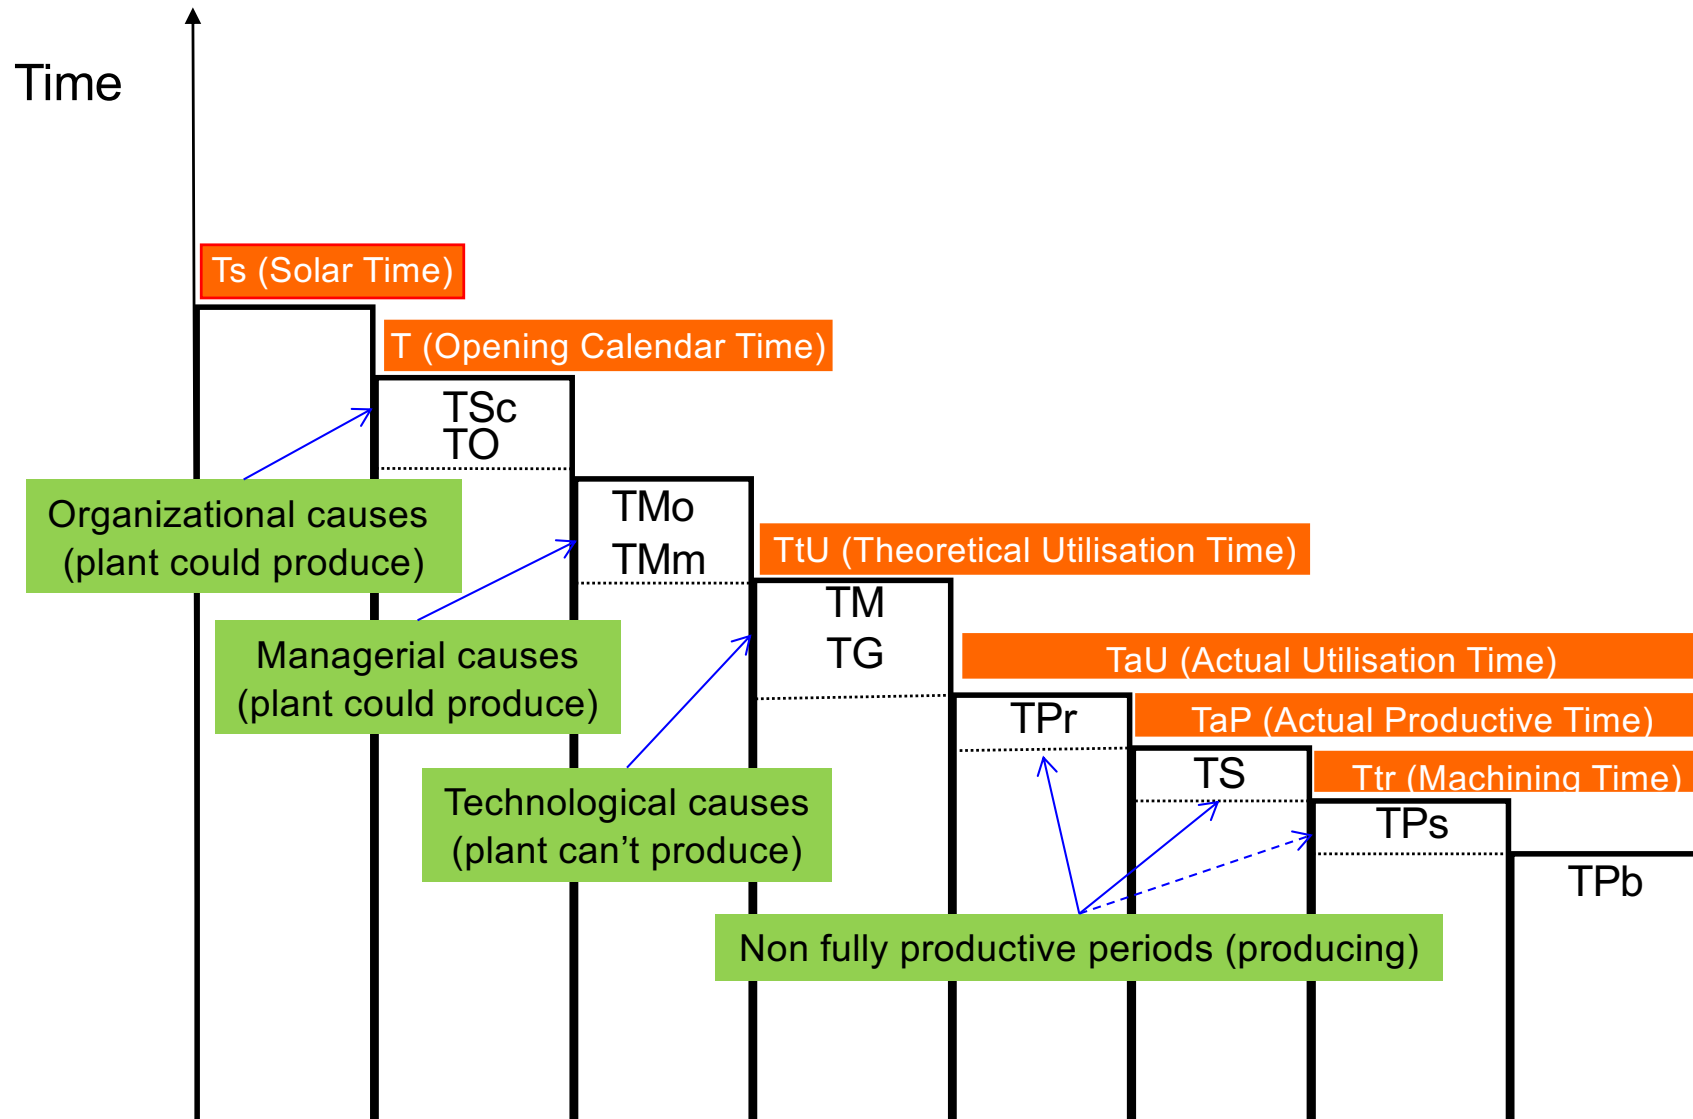 Time
Ts (Solar Time)
T (Opening Calendar Time)
TSc
TO
Organizational causes
(plant could produce)
TMo
TMm
TtU (Theoretical Utilisation Time)
Managerial causes
(plant could produce)
TM
TG
TaU (Actual Utilisation Time)
TPr
TaP (Actual Productive Time)
Technological causes
(plant can’t produce)
TS
Ttr (Machining Time)
TPs
TPb
Non fully productive periods (producing)